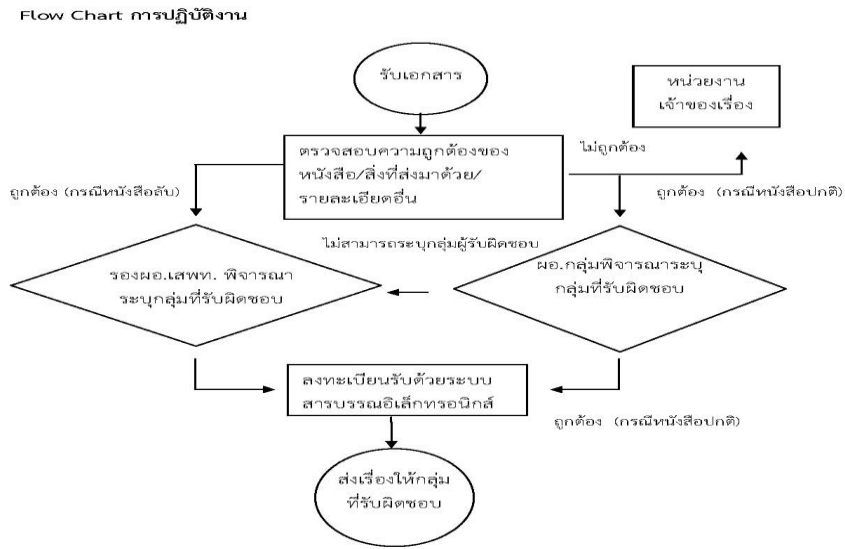 Flow Chart การปฏิบัติงาน
รับเอกสาร
หน่วยงาน
เจ้าของเรื่อง
ตรวจสอบความถูกต้องของ
หนังสือ/สิ่งที่ส่งมาด้วย/
รายละเอียดอื่น
ไม่ถูกต้อง
ถูกต้อง (กรณีหนังสือลับ)
ถูกต้อง (กรณีหนังสือปกติ)
ไม่สามารถระบุกลุ่มผู้รับผิดชอบ
รองผอ.เสพท. พิจารณา
ระบุกลุ่มที่รับผิดชอบ
ผอ.กลุ่มพิจารณาระบุ
กลุ่มที่รับผิดชอบ
ลงทะเบียนรับด้วยระบบ
สารบรรณอิเล็กทรอนิกส์
ถูกต้อง (กรณีหนังสือปกติ)
ส่งเรื่องให้กลุ่ม
ที่รับผิดชอบ